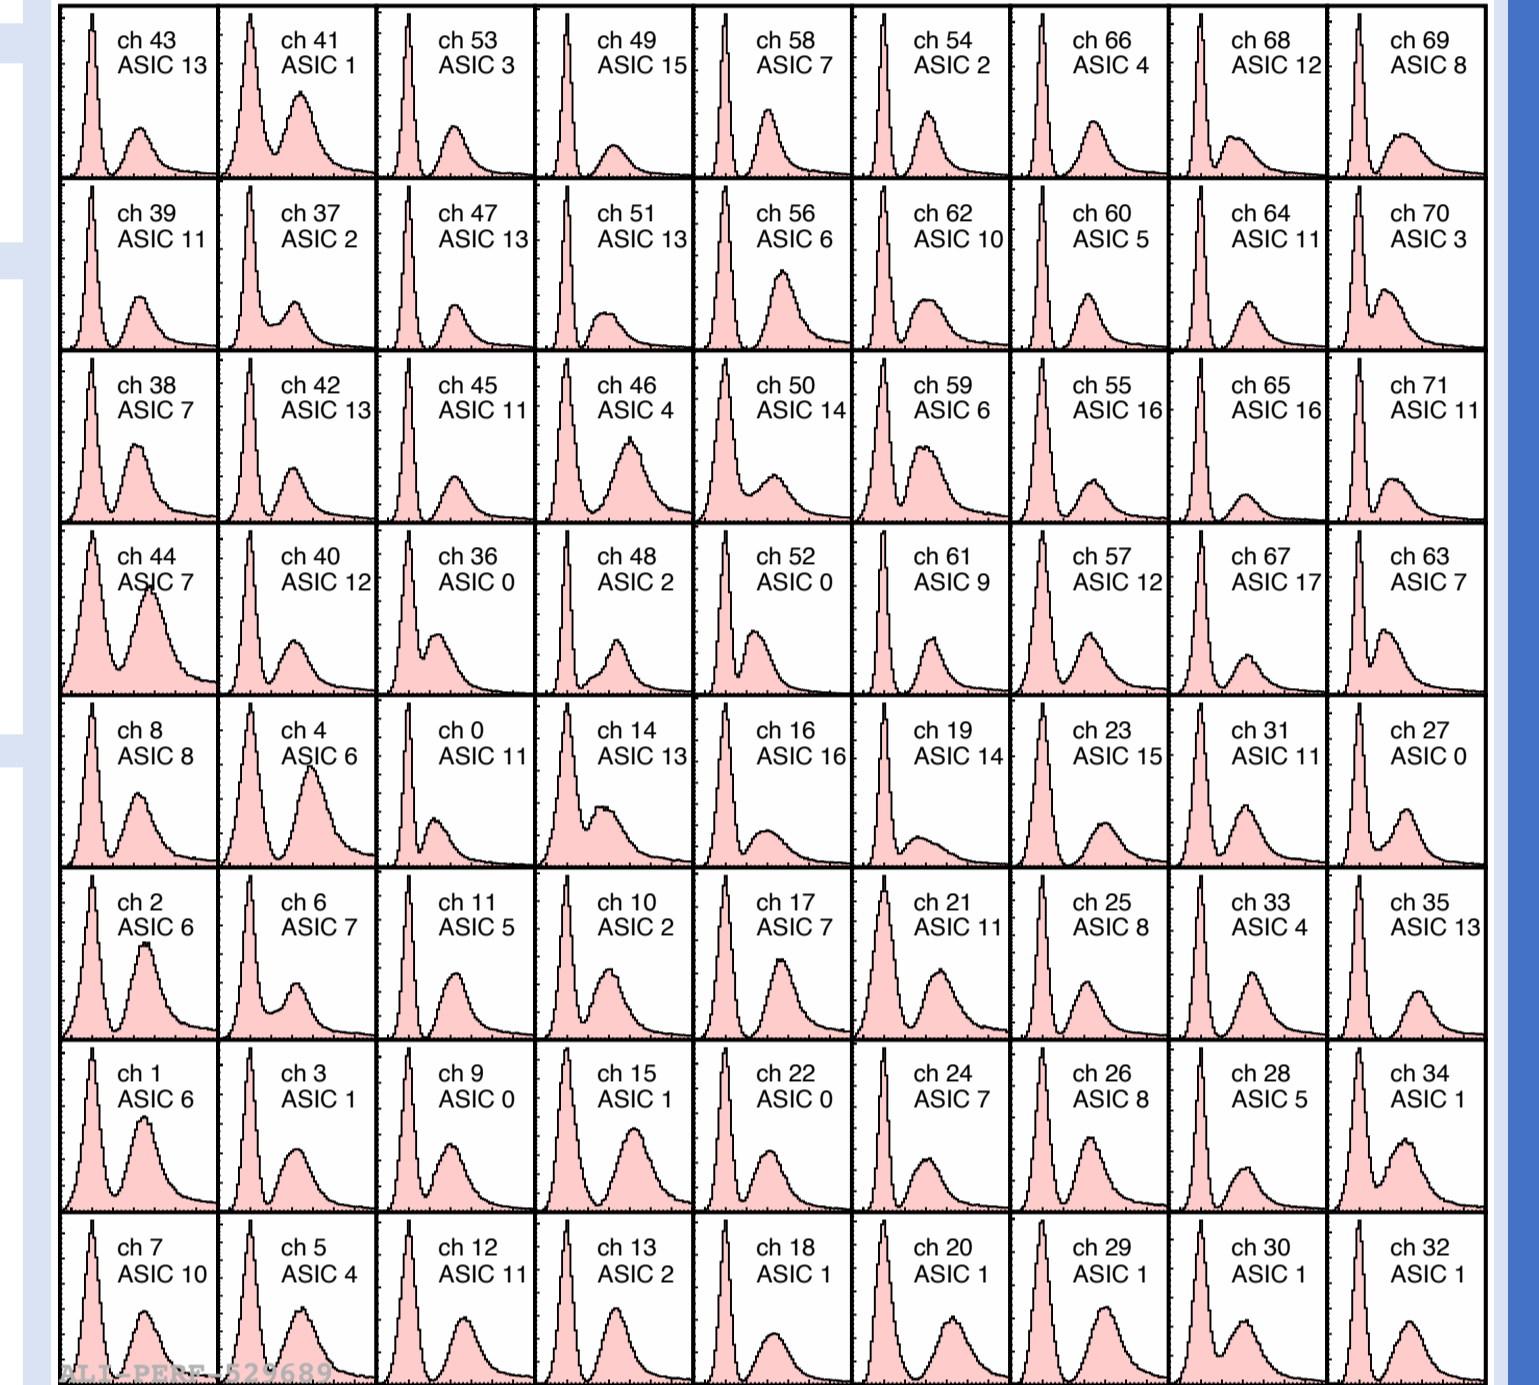 ch 43
ASIC 13
ch 41
ASIC 1
ch 53
ASIC 3
ch 49
ASIC 15
ch 58
ASIC 7
ch 54
ASIC 2
ch 66
ASIC 4
ch 68
ASIC 12
ch 69
ASIC 8
ch 39
ASIC 11
ch 37
ASIC 2
ch 47
ASIC 13
ch 51
ASIC 13
ch 56
ASIC 6
ch 62
ASIC 10
ch 60
ASIC 5
ch 64
ASIC 11
ch 70
ASIC 3
ch 38
ASIC 7
ch 42
ASIC 13
ch 45
ASIC 11
ch 46
ASIC 4
ch 50
ASIC 14
ch 59
ASIC 6
ch 55
ASIC 16
ch 65
ASIC 16
ch 71
ASIC 11
ch 44
ASIC 7
ch 40
ASIC 12
ch 36
ASIC 0
ch 48
ASIC 2
ch 52
ASIC 0
ch 61
ASIC 9
ch 57
ASIC 12
ch 67
ASIC 17
ch 63
ASIC 7
ch 8
ASIC 8
ch 4
ASIC 6
ch 0
ASIC 11
ch 14
ASIC 13
ch 16
ASIC 16
ch 19
ASIC 14
ch 23
ASIC 15
ch 31
ASIC 11
ch 27
ASIC 0
ch 2
ASIC 6
ch 6
ASIC 7
ch 11
ASIC 5
ch 10
ASIC 2
ch 17
ASIC 7
ch 21
ASIC 11
ch 25
ASIC 8
ch 33
ASIC 4
ch 35
ASIC 13
ch 1
ASIC 6
ch 3
ASIC 1
ch 9
ASIC 0
ch 15
ASIC 1
ch 22
ASIC 0
ch 24
ASIC 7
ch 26
ASIC 8
ch 28
ASIC 5
ch 34
ASIC 1
ch 7
ASIC 10
ch 5
ASIC 4
ch 12
ASIC 11
ch 13
ASIC 2
ch 18
ASIC 1
ch 20
ASIC 1
ch 29
ASIC 1
ch 30
ASIC 1
ch 32
ASIC 1
ALI-PERF-529689